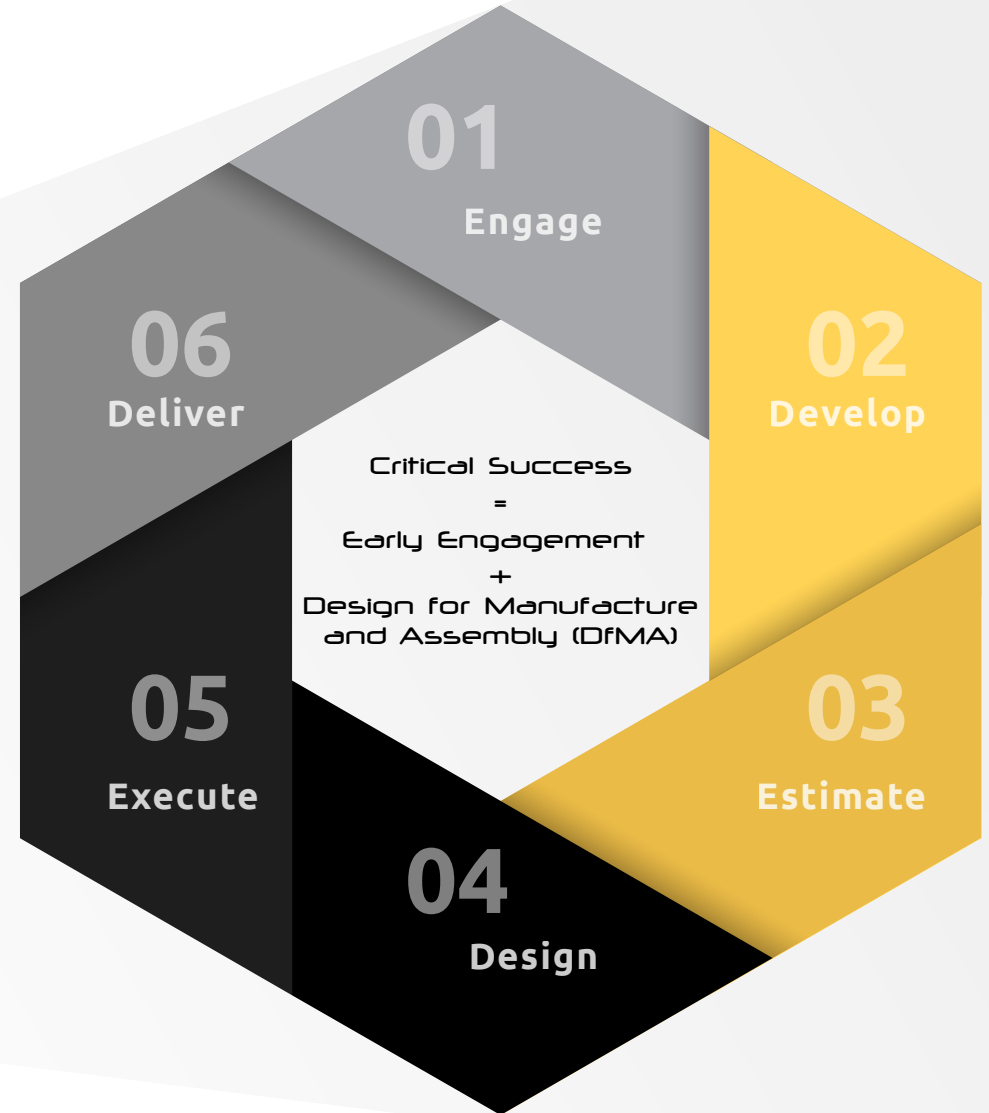 01
Engage
02
Develop
03
Estimate
04
Design
05
Execute
06
Deliver
Critical Success
=
Early Engagement
+
Design for Manufacture
and Assembly (DfMA)